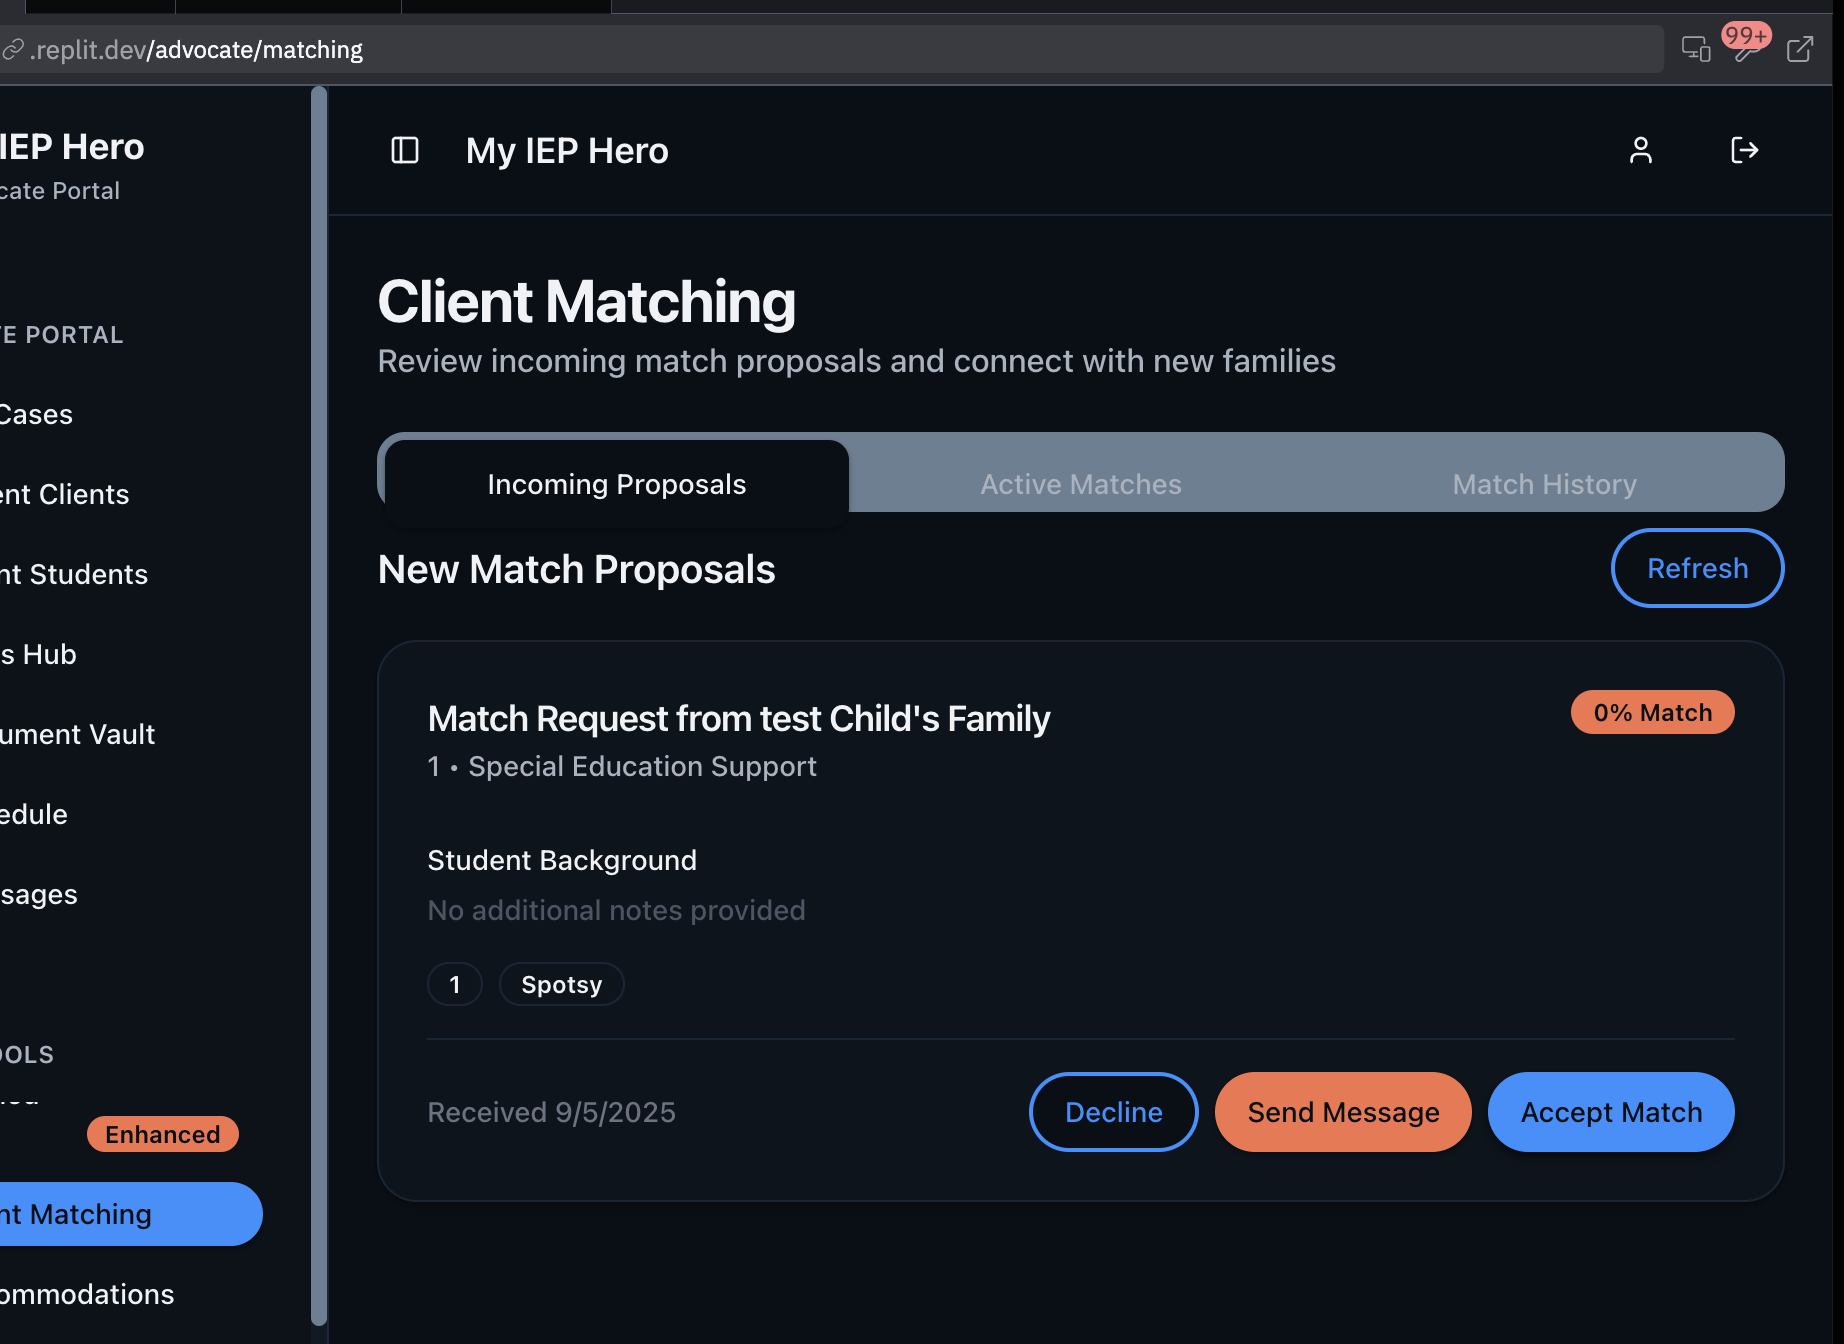 .replit.dev/advocate/matching
99+
IEP Hero
cate Portal
E PORTAL
Cases
ent Clients
nt Students
s Hub
ument Vault
edule
sages
OOLS
Enhanced
nt Matching
ommodations
My IEP Hero
Client Matching
Review incoming match proposals and connect with new families
Incoming Proposals
Active Matches
Match History
New Match Proposals
Refresh
Match Request from test Child's Family
0% Match
1 • Special Education Support
Student Background
No additional notes provided
1
Spotsy
Received 9/5/2025
Decline
Send Message
Accept Match